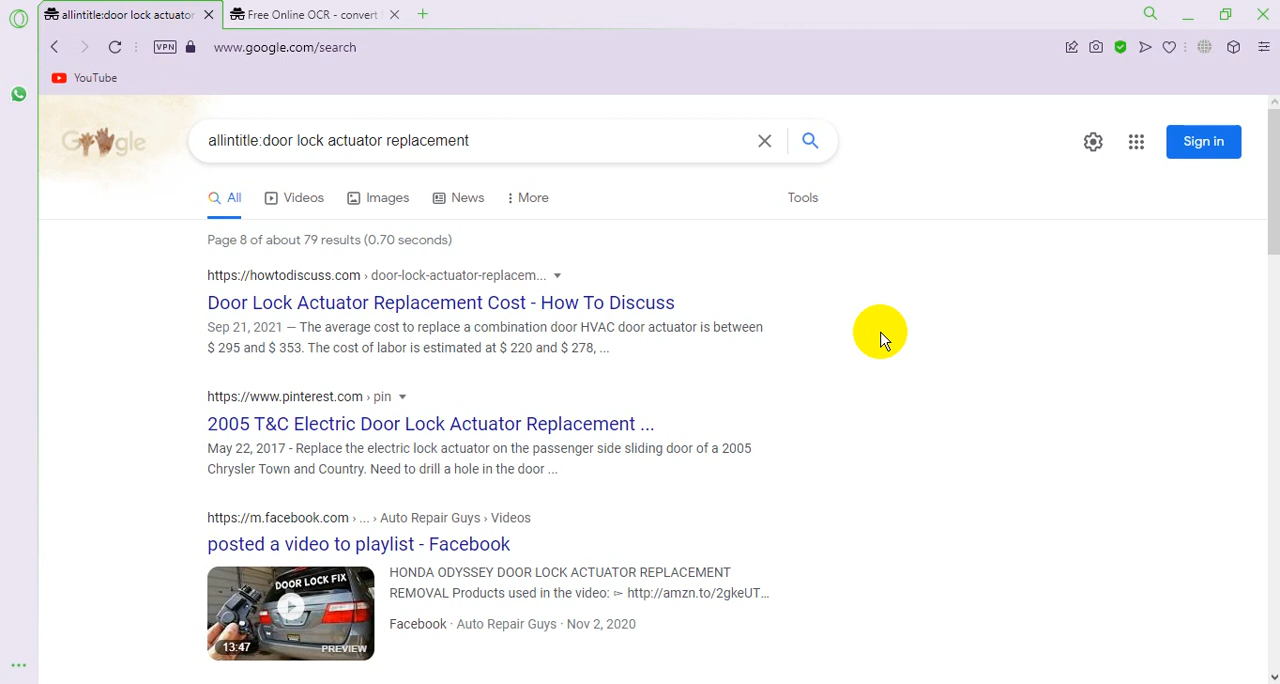 allintitle:door lock actuator
Free Online OCR - convert
VPN
www.google.com/search
YouTube
Google
allintitle:door lock actuator replacement
Sign in
All
Videos
Images
News
More
Tools
Page 8 of about 79 results (0.70 seconds)
https://howtodiscuss.com › door-lock-actuator-replacem...
Door Lock Actuator Replacement Cost - How To Discuss
Sep 21, 2021 — The average cost to replace a combination door HVAC door actuator is between
$ 295 and $ 353. The cost of labor is estimated at $ 220 and $ 278, ...
https://www.pinterest.com › pin
2005 T&C Electric Door Lock Actuator Replacement ...
May 22, 2017 - Replace the electric lock actuator on the passenger side sliding door of a 2005
Chrysler Town and Country. Need to drill a hole in the door ...
https://m.facebook.com › ... › Auto Repair Guys › Videos
posted a video to playlist - Facebook
DOOR LOCK FIX
13:47
PREVIEW
HONDA ODYSSEY DOOR LOCK ACTUATOR REPLACEMENT
REMOVAL Products used in the video: ➻ http://amzn.to/2gkeUT...
Facebook · Auto Repair Guys · Nov 2, 2020